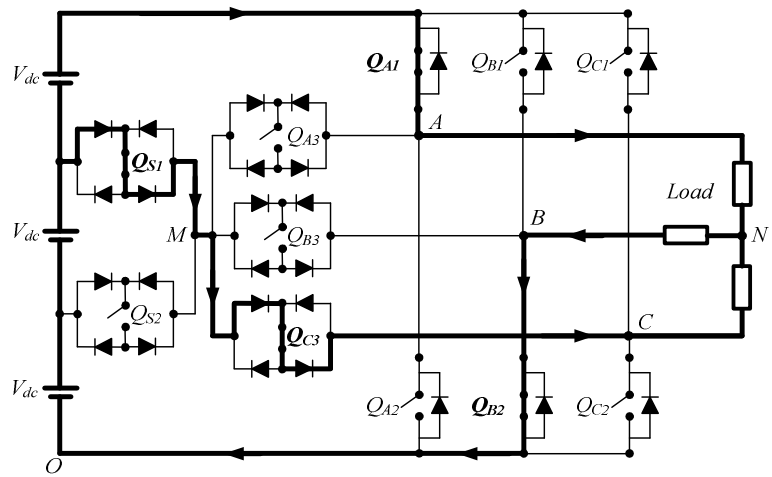 V_dc
Q_A1
Q_B1
Q_C1
A
Q_A3
Q_S1
Load
V_dc
M
Q_B3
B
N
Q_S2
Q_C3
C
V_dc
Q_A2
Q_B2
Q_C2
O